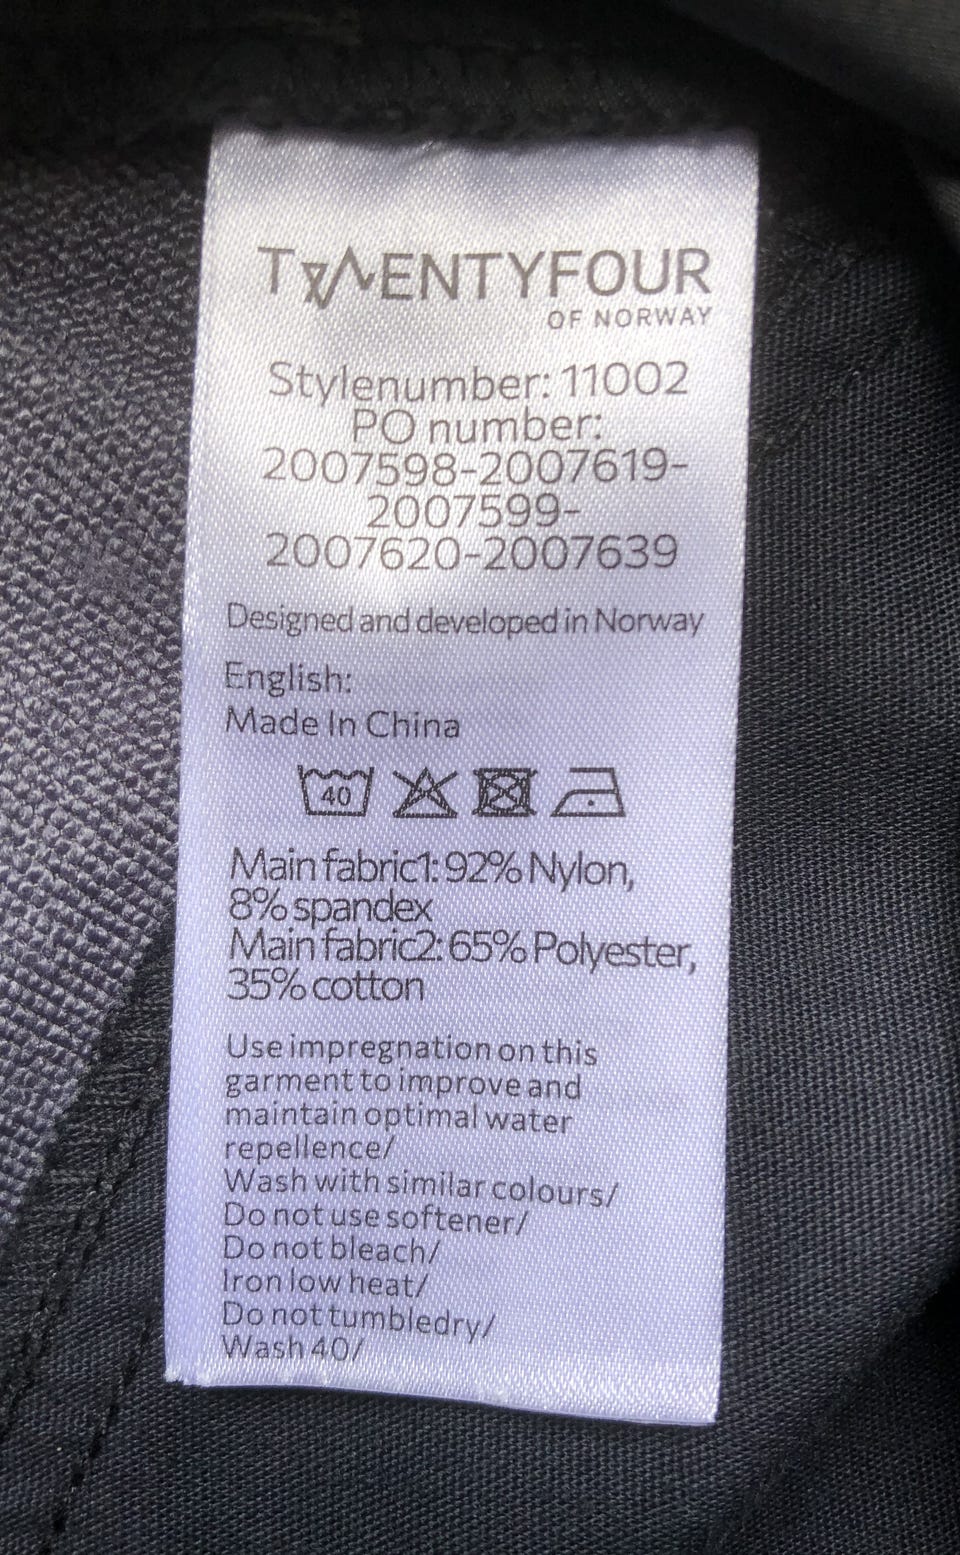 TWENTYFOUR
OF NORWAY
Stylenumber: 11002
PO number:
2007598-2007619-
2007599-
2007620-2007639
Designed and developed in Norway
English:
Made In China
40
Main fabric1: 92% Nylon,
8% spandex
Main fabric2: 65% Polyester,
35% cotton
Use impregnation on this
garment to improve and
maintain optimal water
repellence/
Wash with similar colours/
Do not use softener/
Do not bleach/
Iron low heat/
Do not tumbledry/
Wash 40/